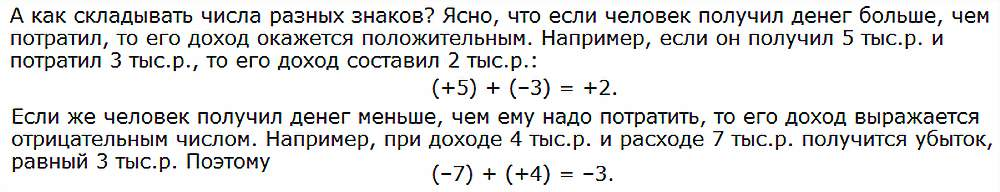 А как складывать числа разных знаков? Ясно, что если человек получил денег больше, чем
потратил, то его доход окажется положительным. Например, если он получил 5 тыс.р. и
потратил 3 тыс.р., то его доход составил 2 тыс.р.:
(+5) + (−3) = +2.
Если же человек получил денег меньше, чем ему надо потратить, то его доход выражается
отрицательным числом. Например, при доходе 4 тыс.р. и расходе 7 тыс.р. получится убыток,
равный 3 тыс.р. Поэтому
(−7) + (+4) = −3.